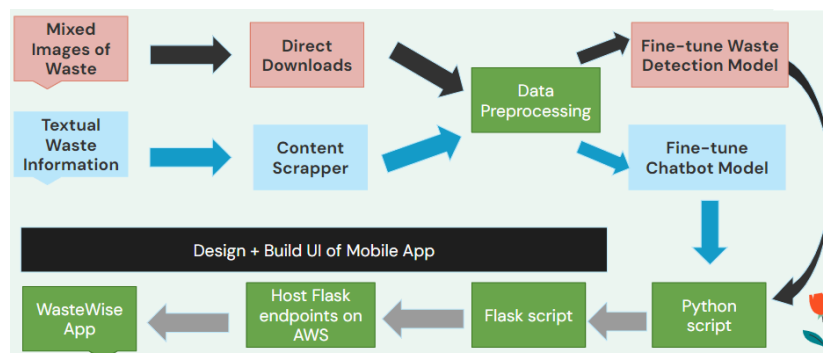 Mixed
Images of
Waste
Direct
Downloads
Fine-tune Waste
Detection Model
Data
Preprocessing
Textual
Waste
Information
Content
Scrapper
Fine-tune
Chatbot Model
Design + Build UI of Mobile App
WasteWise
App
Host Flask
endpoints on
AWS
Flask script
Python
script